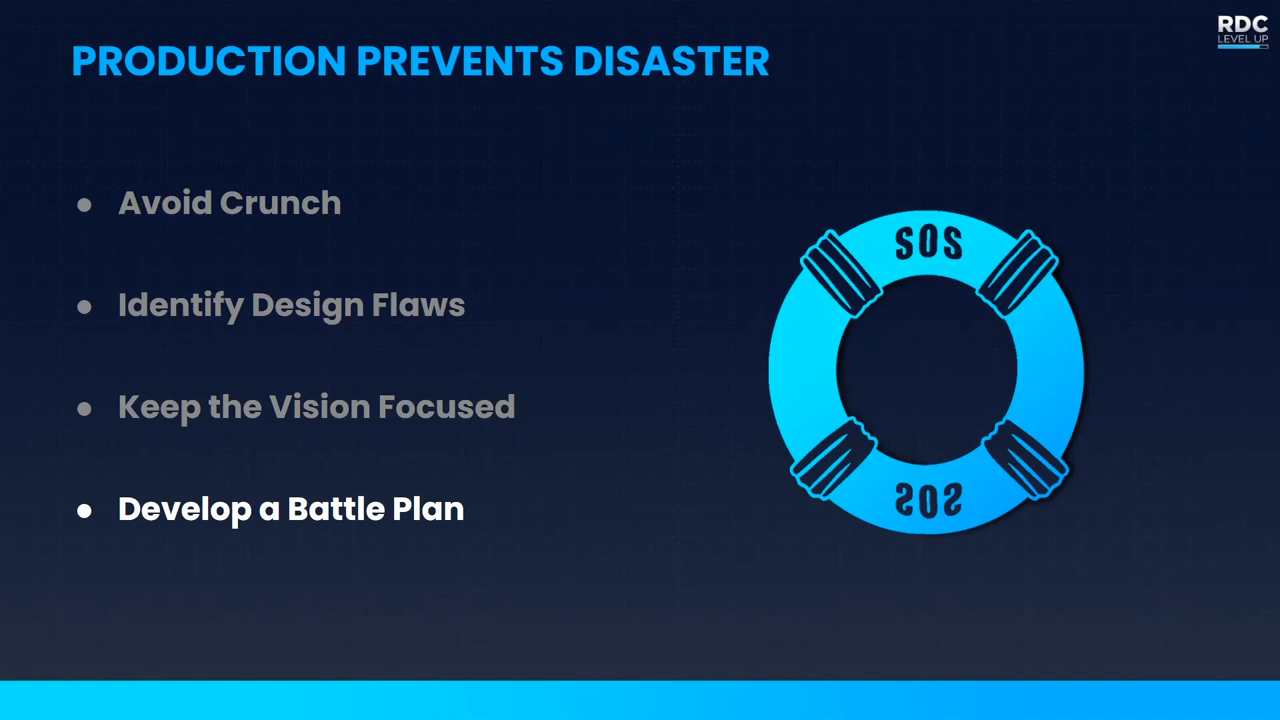 PRODUCTION PREVENTS DISASTER
RDC
LEVEL UP
● Avoid Crunch
● Identify Design Flaws
● Keep the Vision Focused
● Develop a Battle Plan
SOS
SOS